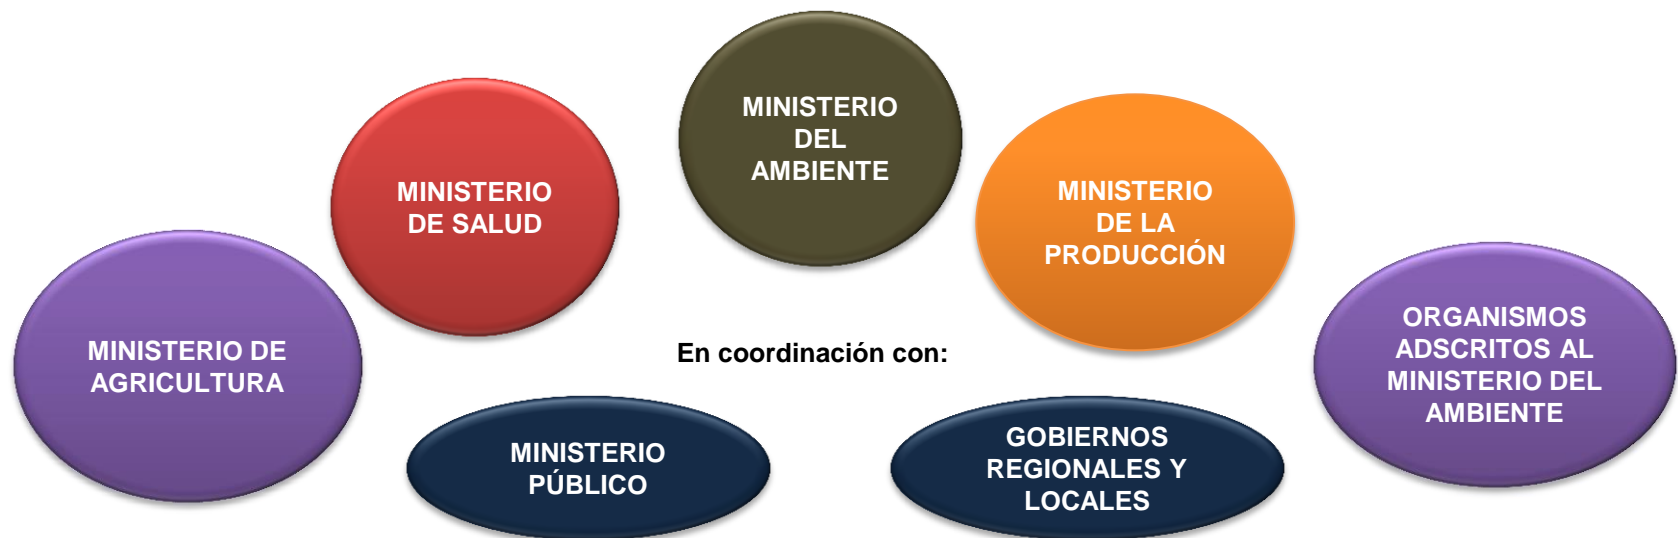 MINISTERIO
DEL
AMBIENTE
MINISTERIO
DE SALUD
MINISTERIO
DE LA
PRODUCCIÓN
MINISTERIO DE
AGRICULTURA
ORGANISMOS
ADSCRITOS AL
MINISTERIO DEL
AMBIENTE
En coordinación con:
MINISTERIO
PÚBLICO
GOBIERNOS
REGIONALES Y
LOCALES